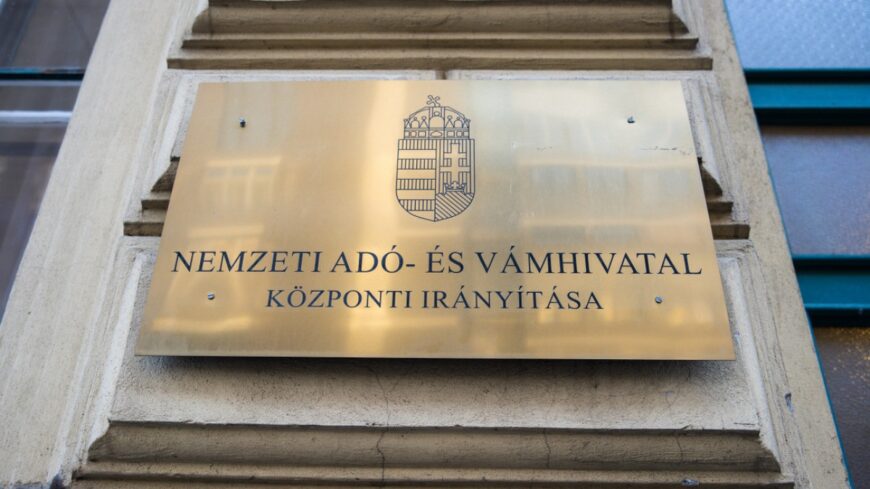 NEMZETI ADÓ- ÉS VÁMHIVATAL
KÖZPONTI IRÁNYÍTÁSA